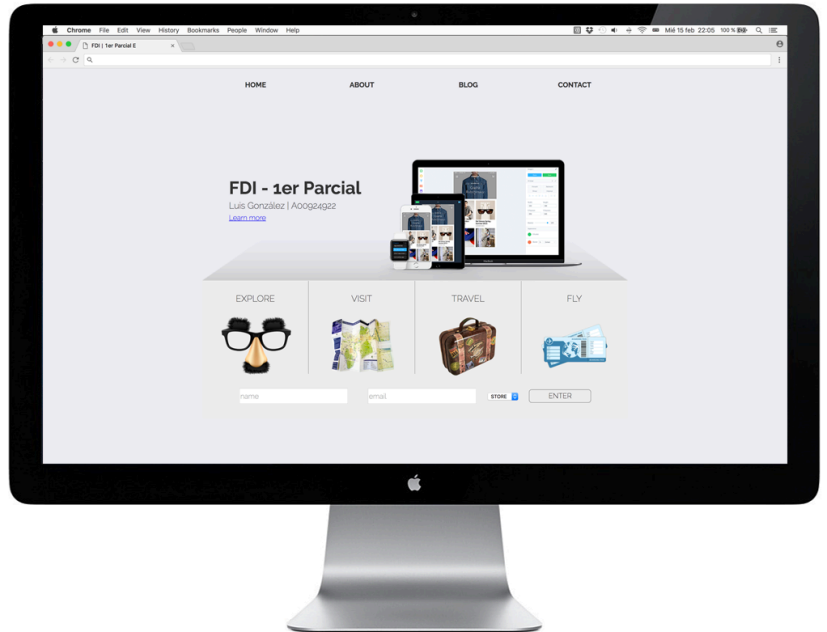 Chrome File Edit View History Bookmarks People Window Help
Mié 15 feb 22:05 100 %
FDI | 1er Parcial E
HOME ABOUT BLOG CONTACT
FDI - 1er Parcial
Luis González | A00924922
Learn more
EXPLORE VISIT TRAVEL FLY
name email STORE ENTER